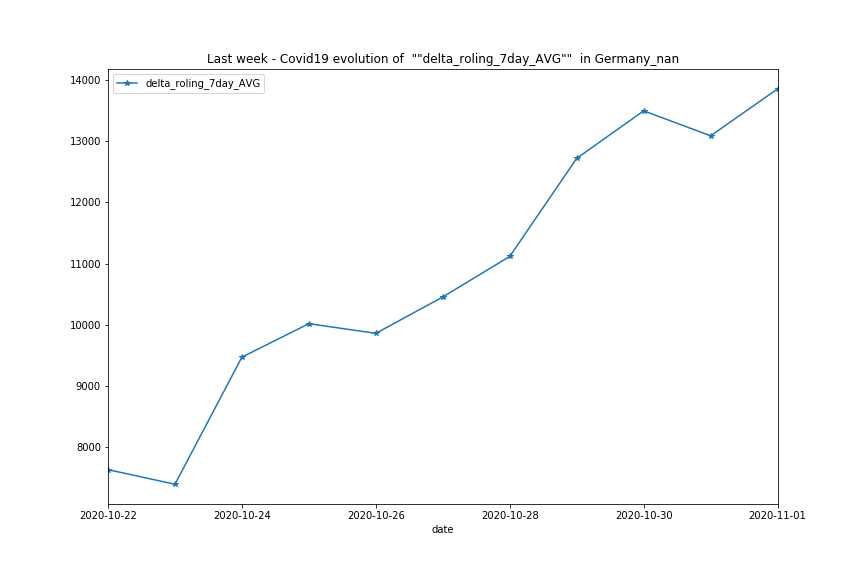 Last week - Covid19 evolution of  ""delta_roling_7day_AVG""  in Germany_nan
delta_roling_7day_AVG
14000
13000
12000
11000
10000
9000
8000
2020-10-22 2020-10-24 2020-10-26 2020-10-28 2020-10-30 2020-11-01
date